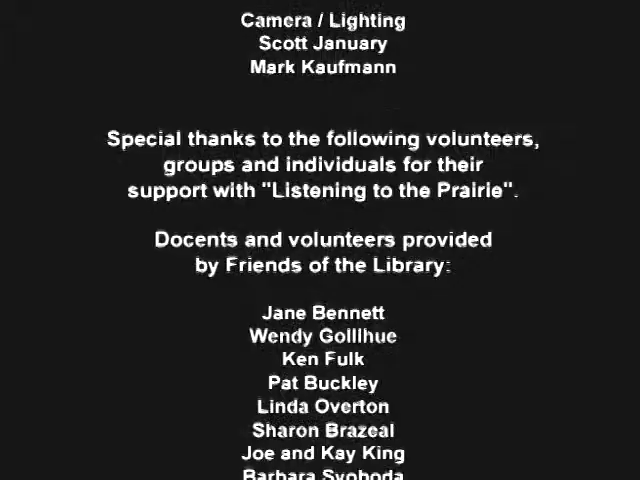 Camera / Lighting
Scott January
Mark Kaufmann
Special thanks to the following volunteers,
groups and individuals for their
support with "Listening to the Prairie".
Docents and volunteers provided
by Friends of the Library:
Jane Bennett
Wendy Gollihue
Ken Fulk
Pat Buckley
Linda Overton
Sharon Brazeal
Joe and Kay King
Barbara Svoboda